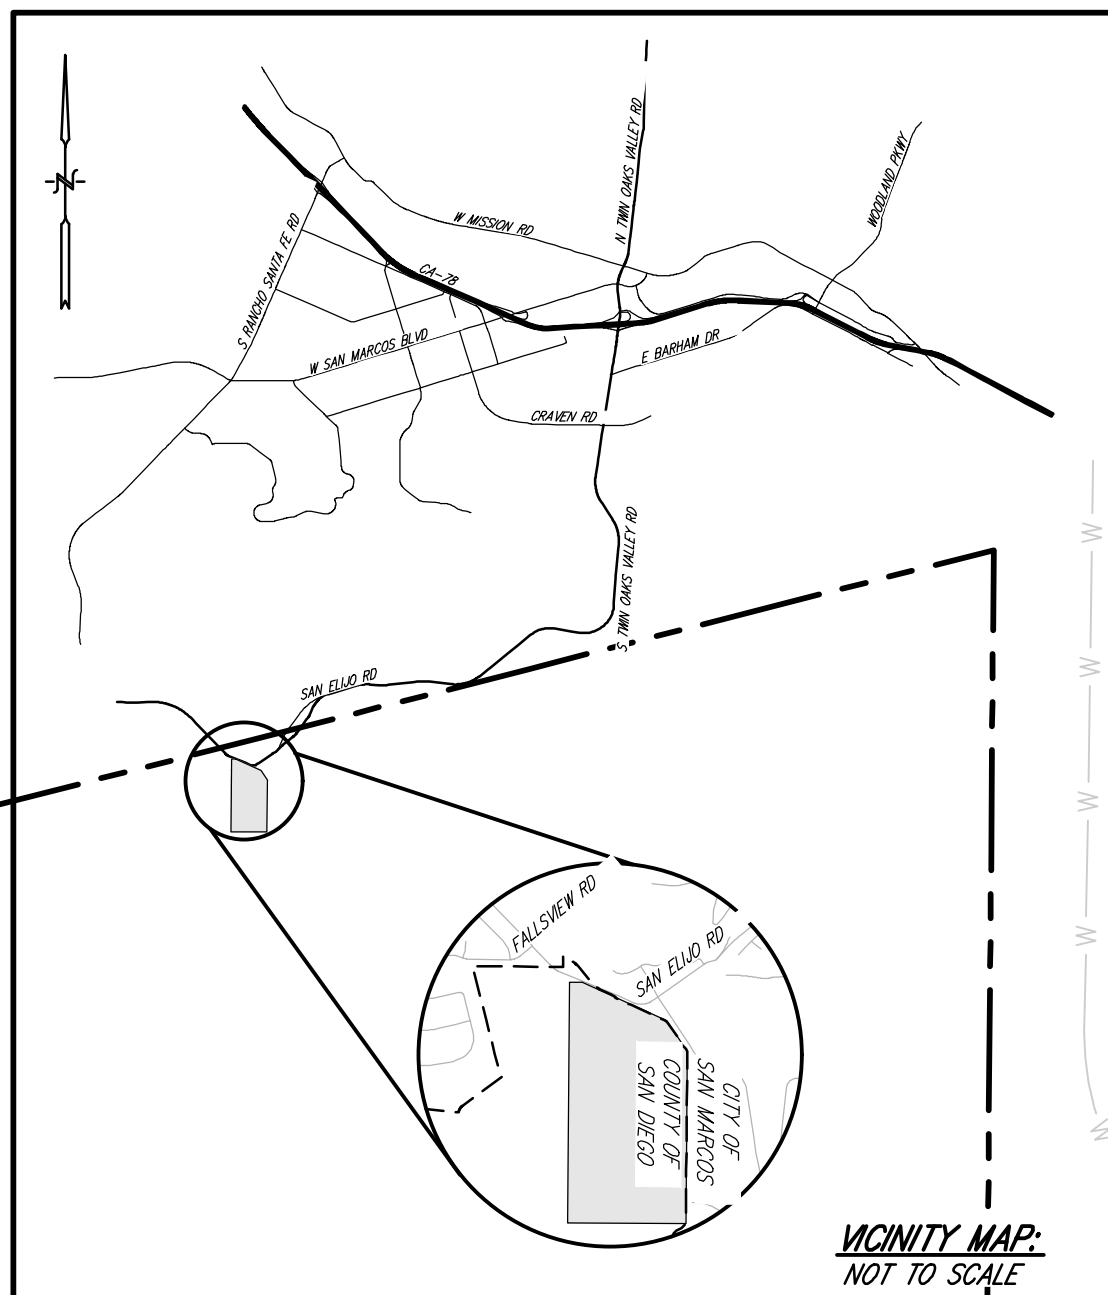 N
N TWIN OAKS VALLEY RD
WOODLAND PKWY
W MISSION RD
S RANCHO SANTA FE RD
CA-78
W SAN MARCOS BLVD
E BARHAM DR
CRAVEN RD
S TWIN OAKS VALLEY RD
W
W
W
W
W
SAN ELIJO RD
FALLSVIEW RD
SAN ELIJO RD
CITY OF
SAN MARCOS
COUNTY OF
SAN DIEGO
VICINITY MAP:
NOT TO SCALE